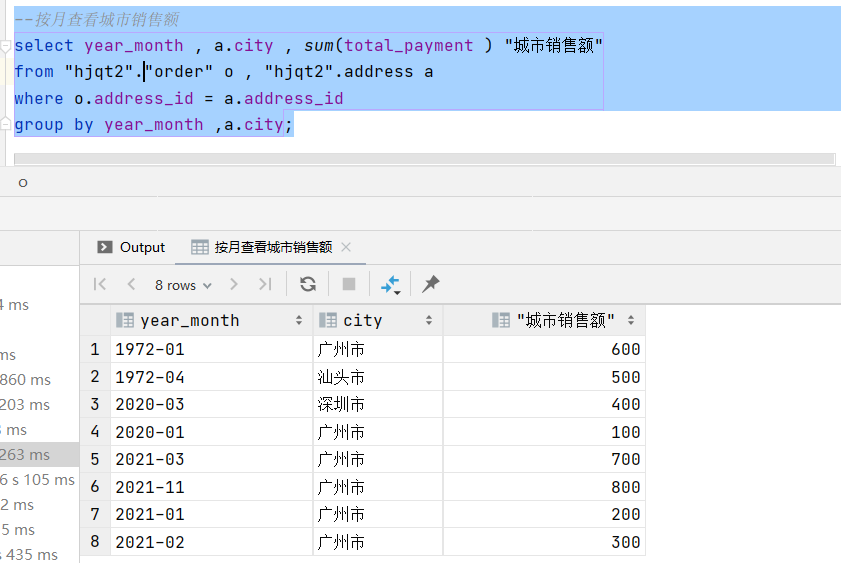 --按月查看城市销售额
select year_month , a.city , sum(total_payment ) "城市销售额"
from "hjqt2"."order" o , "hjqt2".address a
where o.address_id = a.address_id
group by year_month ,a.city;
o
Output 按月查看城市销售额
8 rows
year_month city "城市销售额"
1 1972-01 广州市 600
2 1972-04 汕头市 500
3 2020-03 深圳市 400
4 2020-01 广州市 100
5 2021-03 广州市 700
6 2021-11 广州市 800
7 2021-01 广州市 200
8 2021-02 广州市 300
4 ms
ms
860 ms
203 ms
ms
263 ms
6 s 105 ms
2 ms
5 ms
s 435 ms